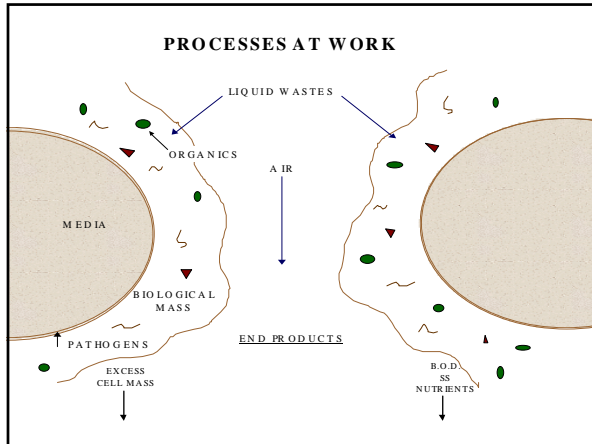 PROCESSES AT WORK
LIQUID WASTES
ORGANICS
AIR
MEDIA
BIOLOGICAL
MASS
END PRODUCTS
PATHOGENS
EXCESS
CELL MASS
B.O.D.
SS
NUTRIENTS